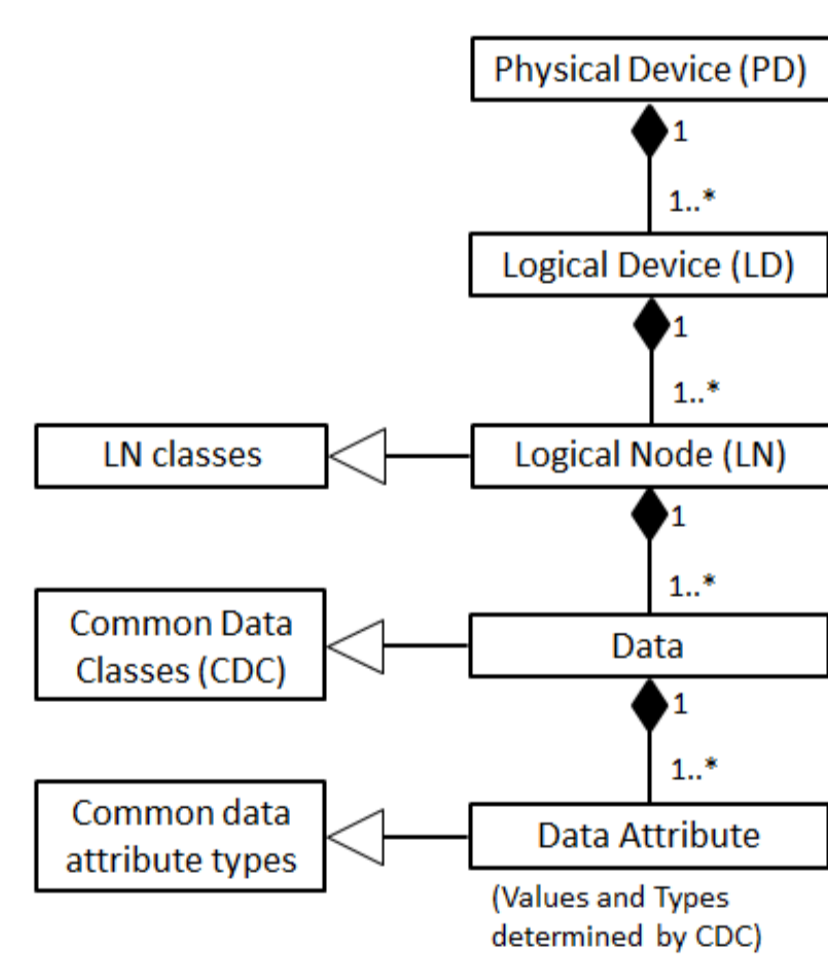 Physical Device (PD)
1
1..*
Logical Device (LD)
1
1..*
LN classes
Logical Node (LN)
1
1..*
Common Data
Classes (CDC)
Data
1
1..*
Common data
attribute types
Data Attribute
(Values and Types
determined by CDC)